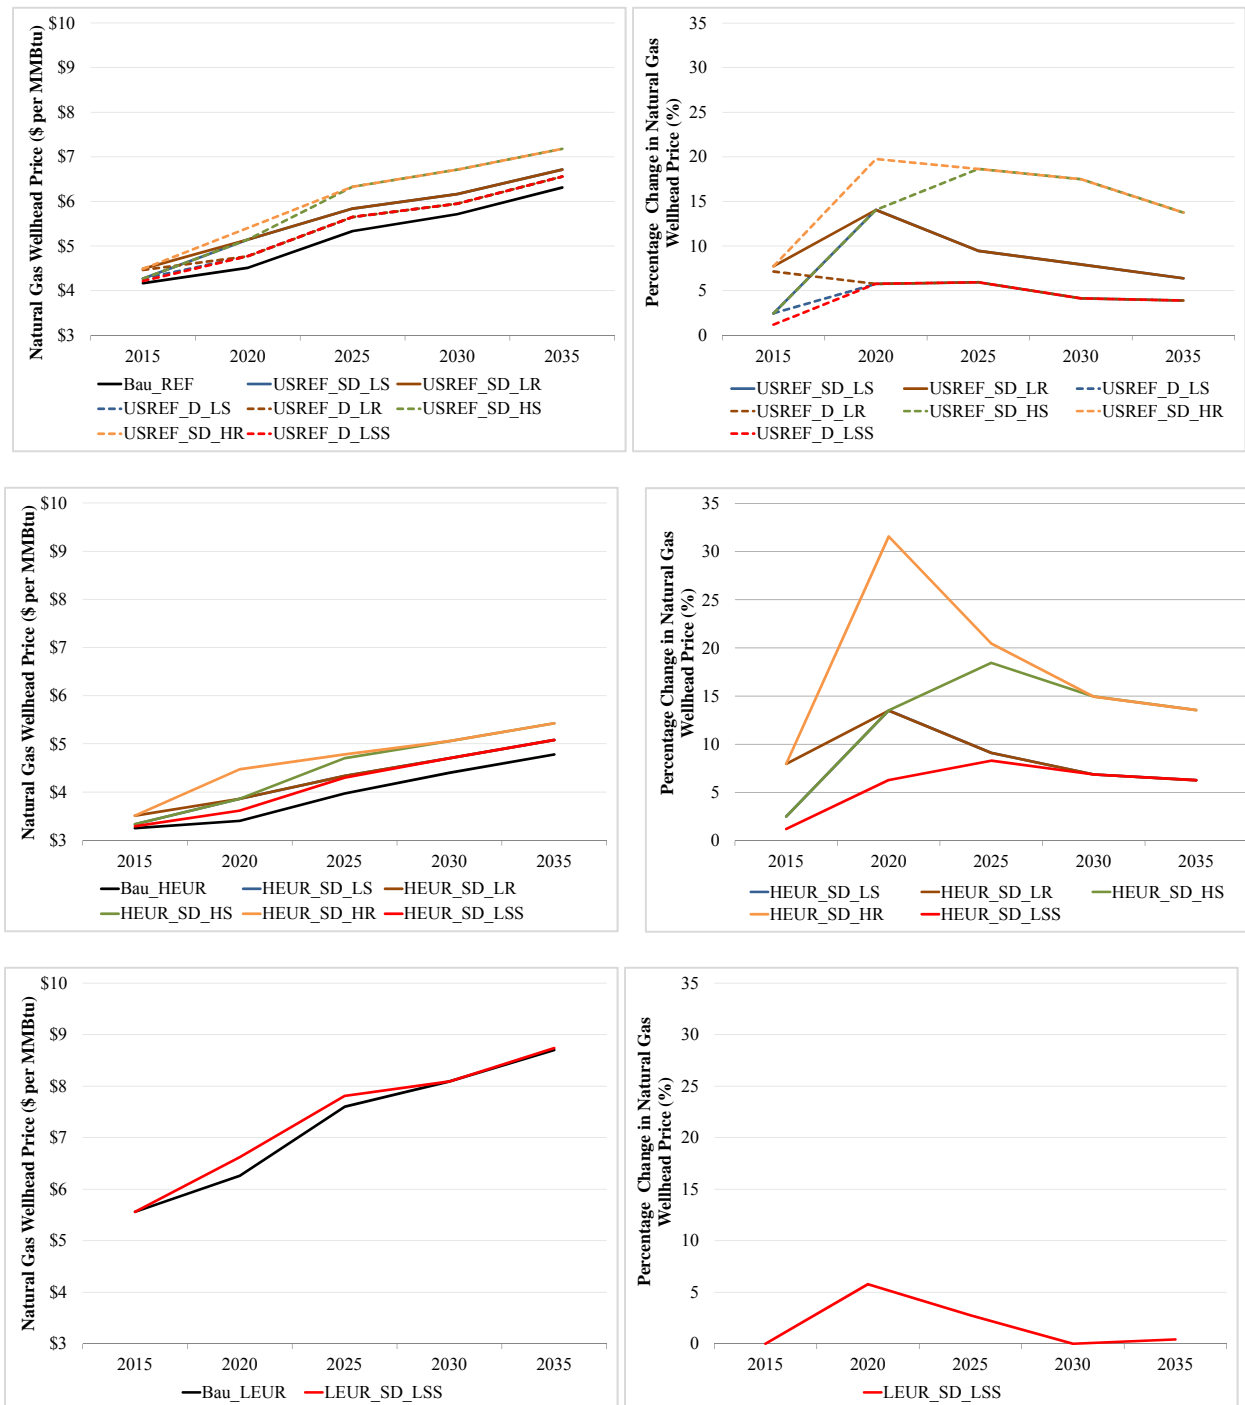 Natural Gas Wellhead Price ($ per MMBtu)
$10
$9
$8
$7
$6
$5
$4
$3
2015 2020 2025 2030 2035
Bau_REF USREF_SD_LS USREF_SD_LR
USREF_D_LS USREF_D_LR USREF_SD_HS
USREF_SD_HR USREF_D_LSS
Percentage Change in Natural Gas
Wellhead Price (%)
35
30
25
20
15
10
5
0
2015 2020 2025 2030 2035
USREF_SD_LS USREF_SD_LR USREF_D_LS
USREF_D_LR USREF_SD_HS USREF_SD_HR
USREF_D_LSS
Natural Gas Wellhead Price ($ per MMBtu)
$10
$9
$8
$7
$6
$5
$4
$3
2015 2020 2025 2030 2035
Bau_HEUR HEUR_SD_LS HEUR_SD_LR
HEUR_SD_HS HEUR_SD_HR HEUR_SD_LSS
Percentage Change in Natural Gas
Wellhead Price (%)
35
30
25
20
15
10
5
0
2015 2020 2025 2030 2035
HEUR_SD_LS HEUR_SD_LR HEUR_SD_HS
HEUR_SD_HR HEUR_SD_LSS
Natural Gas Wellhead Price ($ per MMBtu)
$10
$9
$8
$7
$6
$5
$4
$3
2015 2020 2025 2030 2035
Bau_LEUR LEUR_SD_LSS
Percentage Change in Natural Gas
Wellhead Price (%)
35
30
25
20
15
10
5
0
2015 2020 2025 2030 2035
LEUR_SD_LSS